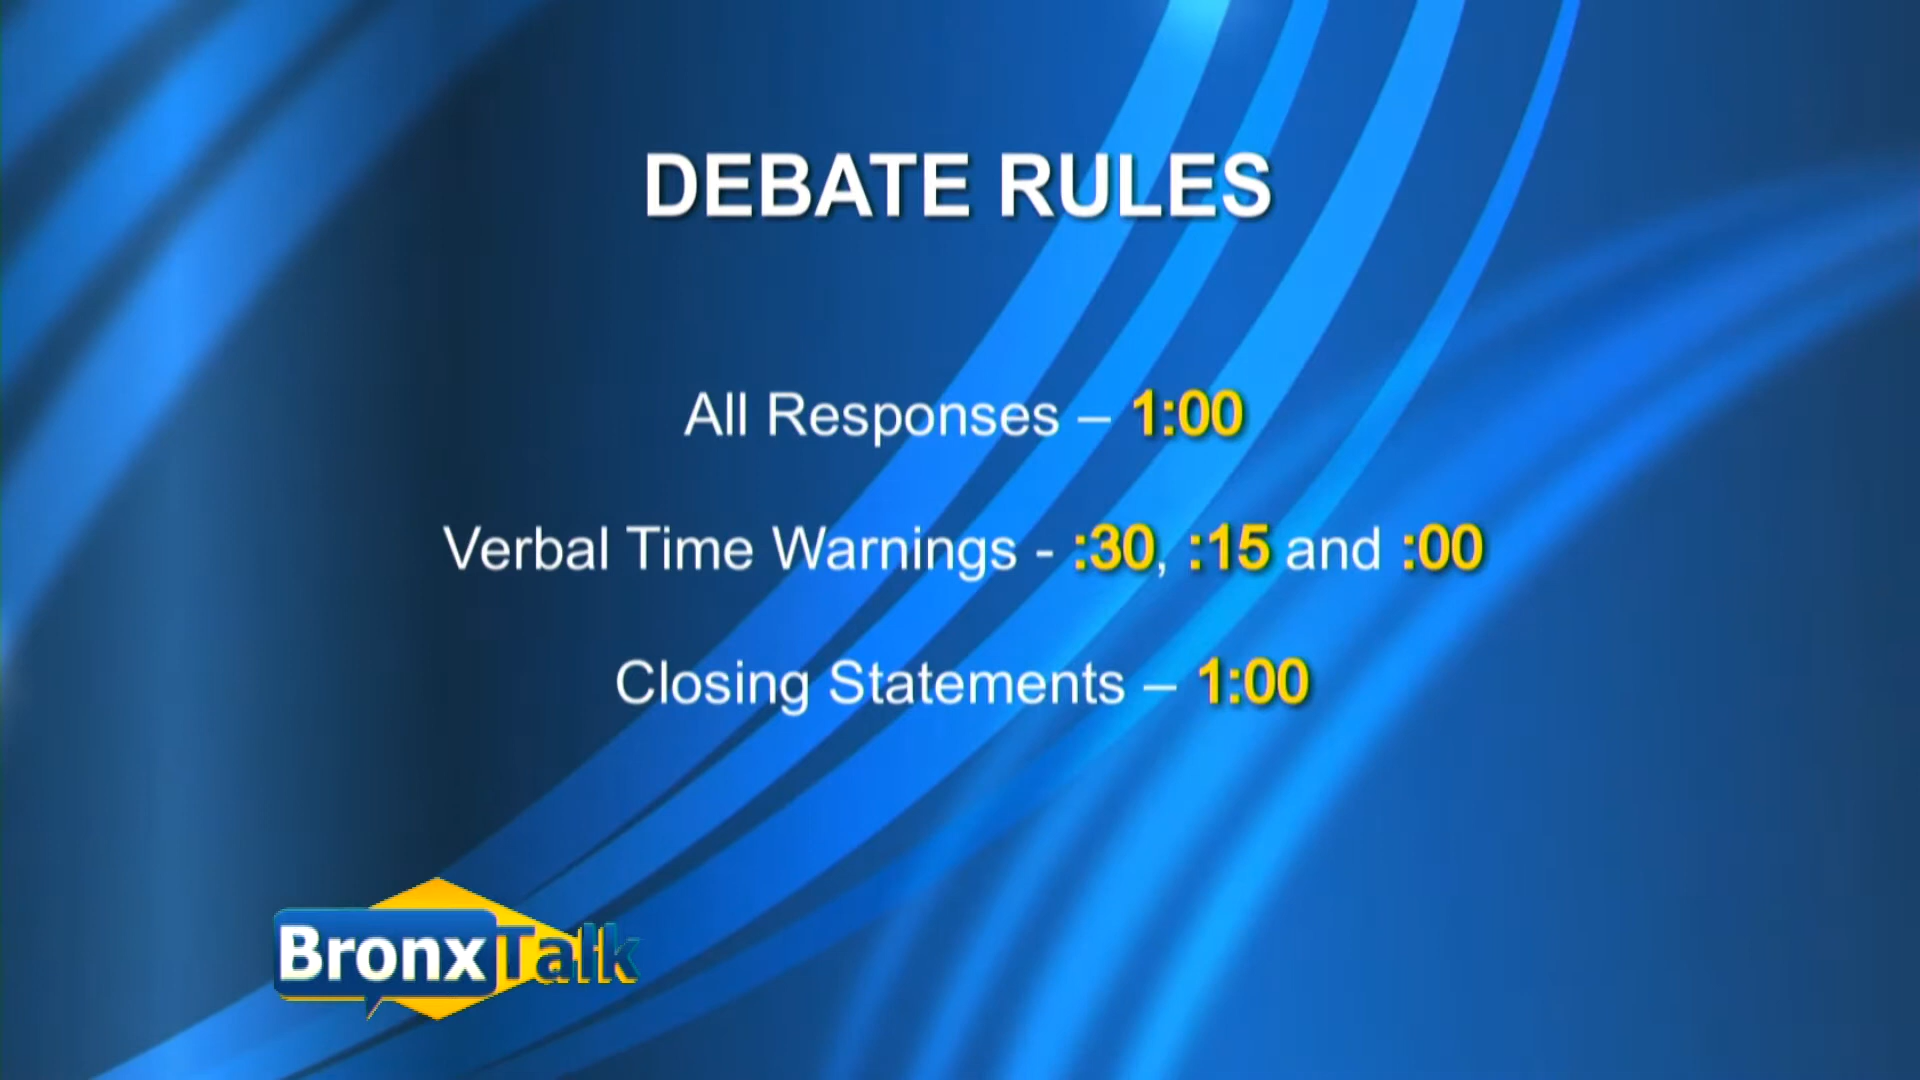 DEBATE RULES
All Responses – 1:00
Verbal Time Warnings - :30, :15 and :00
Closing Statements – 1:00
BronxTalk